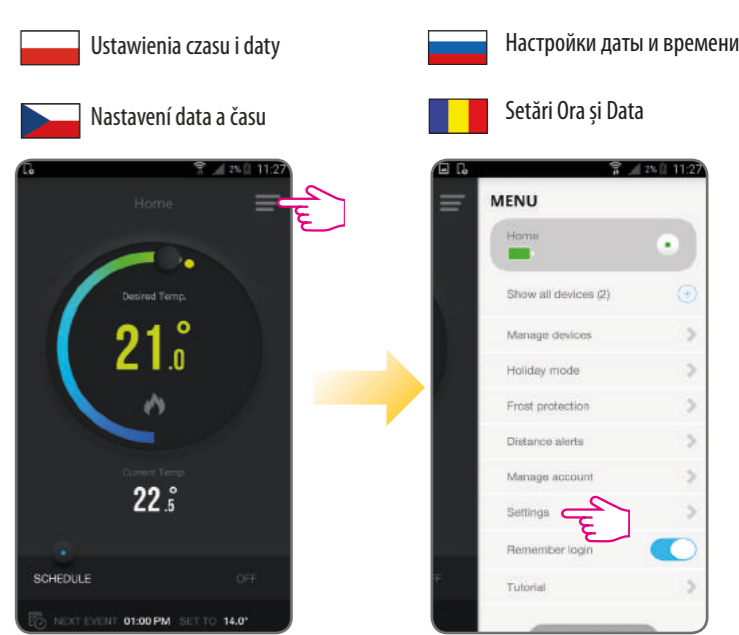 Ustawienia czasu i daty
Настройки даты и времени
Nastavení data a času
Setări Ora și Data
2% 11:27
Home
Desired Temp.
21.0°
Current Temp.
22.5°
SCHEDULE OFF
NEXT EVENT 01:00 PM SET TO 14.0°
2% 11:27
MENU
Home
Show all devices (2)
Manage devices
Holiday mode
Frost protection
Distance alerts
Manage account
Settings
Remember login
Tutorial